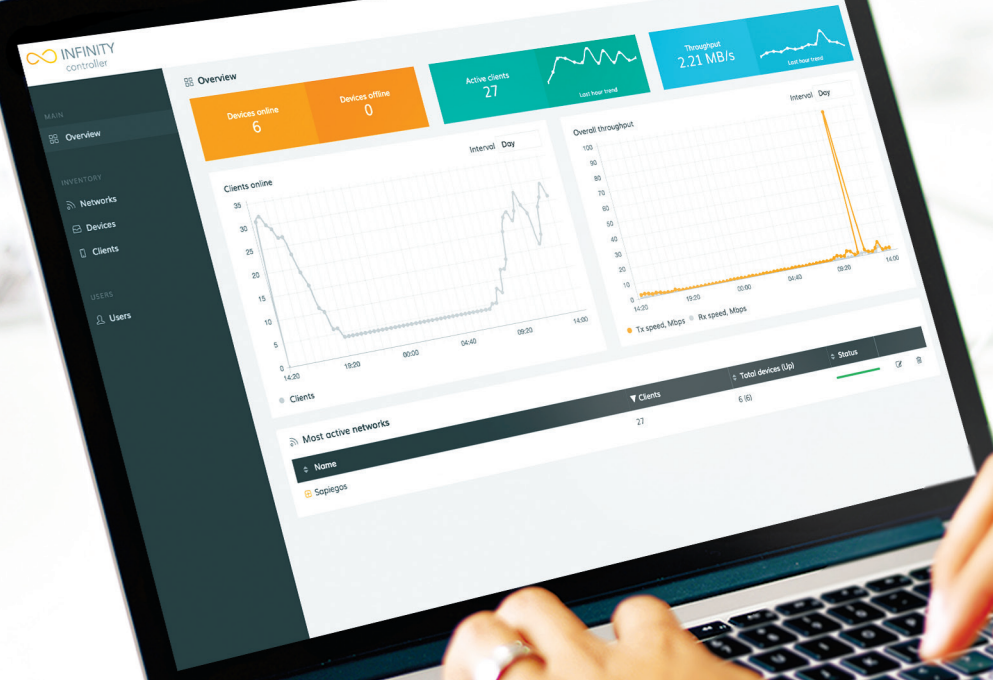 INFINITY
controller
MAIN
Overview
INVENTORY
Networks
Devices
Clients
USERS
Users
Overview
Devices online
6
Devices offline
0
Active clients
27
Last hour trend
Throughput
2.21 MB/s
Last hour trend
Clients online
Interval Day
35
30
25
20
15
10
5
0
14:20 19:20 00:00 04:40 09:20 14:00
Clients
Overall throughput
Interval Day
100
90
80
70
60
50
40
30
20
10
0
14:20 19:20 00:00 04:40 09:20 14:00
Tx speed, Mbps Rx speed, Mbps
Most active networks
Name Clients Total devices (Up) Status
Sapiegos 27 6 (6)